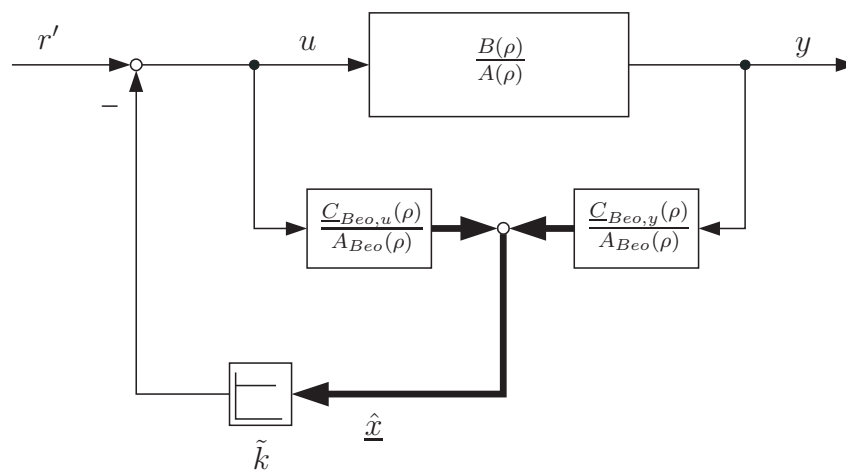 r′
u
B(ρ)
A(ρ)
y
−
C_{Beo,u}(ρ)
A_{Beo}(ρ)
C_{Beo,y}(ρ)
A_{Beo}(ρ)
x̂
k̃